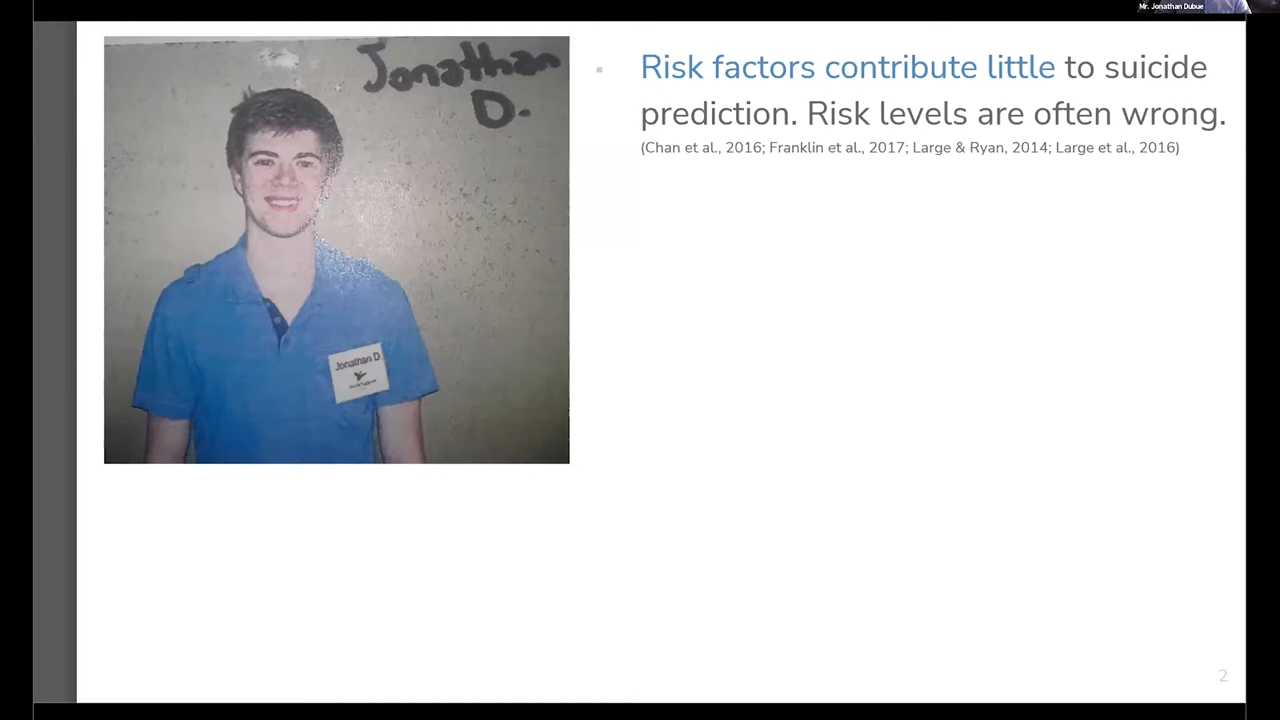 Mr. Jonathan Dubue
Jonathan
D.
Jonathan D
Risk factors contribute little to suicide
prediction. Risk levels are often wrong.
(Chan et al., 2016; Franklin et al., 2017; Large & Ryan, 2014; Large et al., 2016)
2